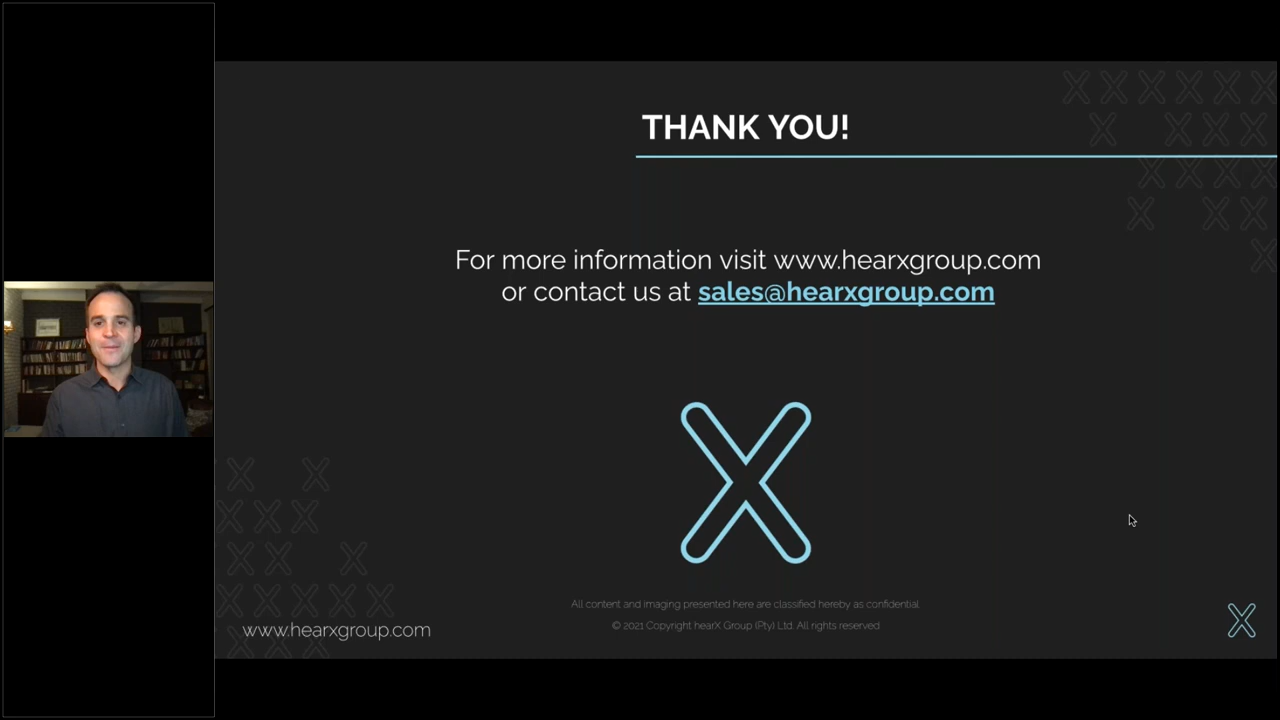 THANK YOU!
For more information visit www.hearxgroup.com
or contact us at sales@hearxgroup.com
All content and imaging presented here are classified hereby as confidential
© 2021 Copyright hearX Group (Pty) Ltd. All rights reserved
www.hearxgroup.com